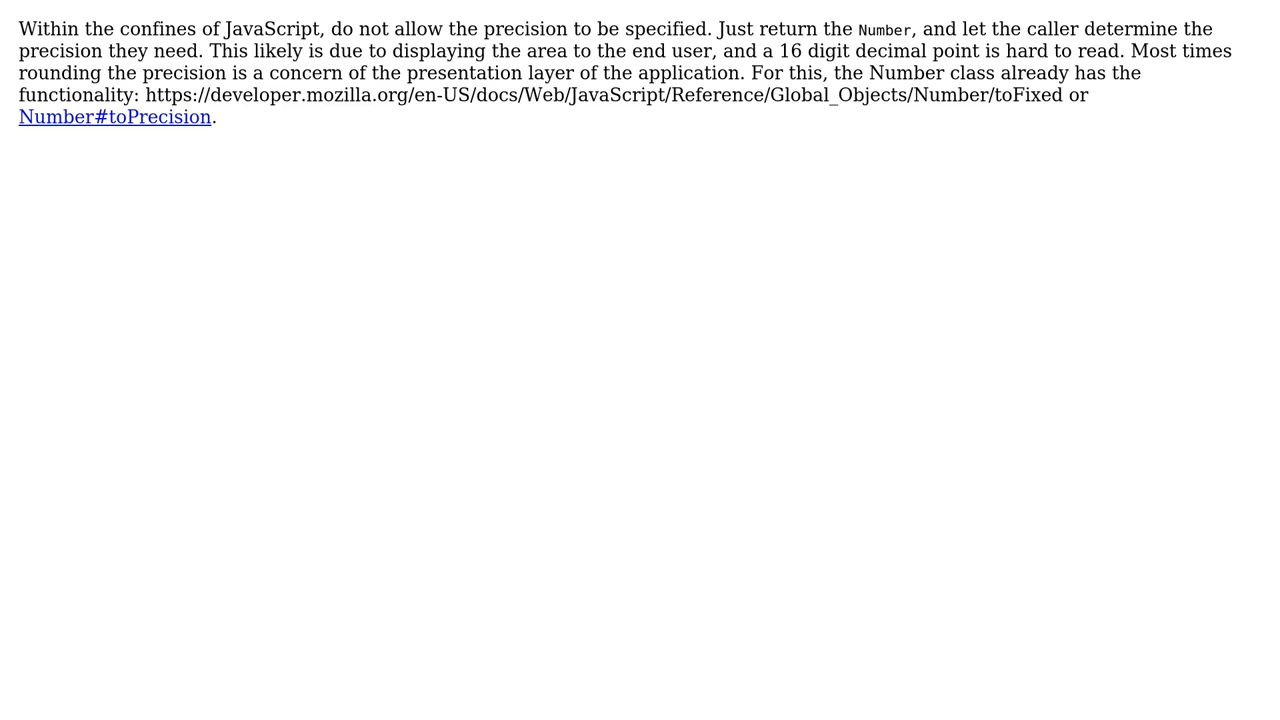 Within the confines of JavaScript, do not allow the precision to be specified. Just return the Number, and let the caller determine the
precision they need. This likely is due to displaying the area to the end user, and a 16 digit decimal point is hard to read. Most times
rounding the precision is a concern of the presentation layer of the application. For this, the Number class already has the
functionality: https://developer.mozilla.org/en-US/docs/Web/JavaScript/Reference/Global_Objects/Number/toFixed or
Number#toPrecision.